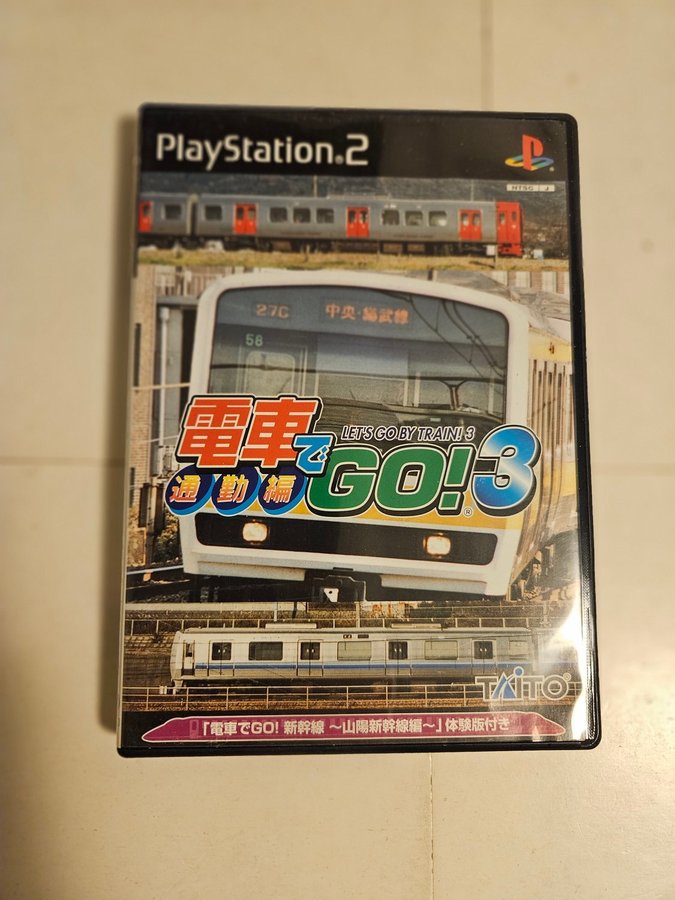 PlayStation®2
NTSC J
27C 中央・総武線
58
電車で
LET'S GO BY TRAIN! 3
通勤編
GO! 3
®
TAITO®
「電車でGO! 新幹線 ～山陽新幹線編～」体験版付き